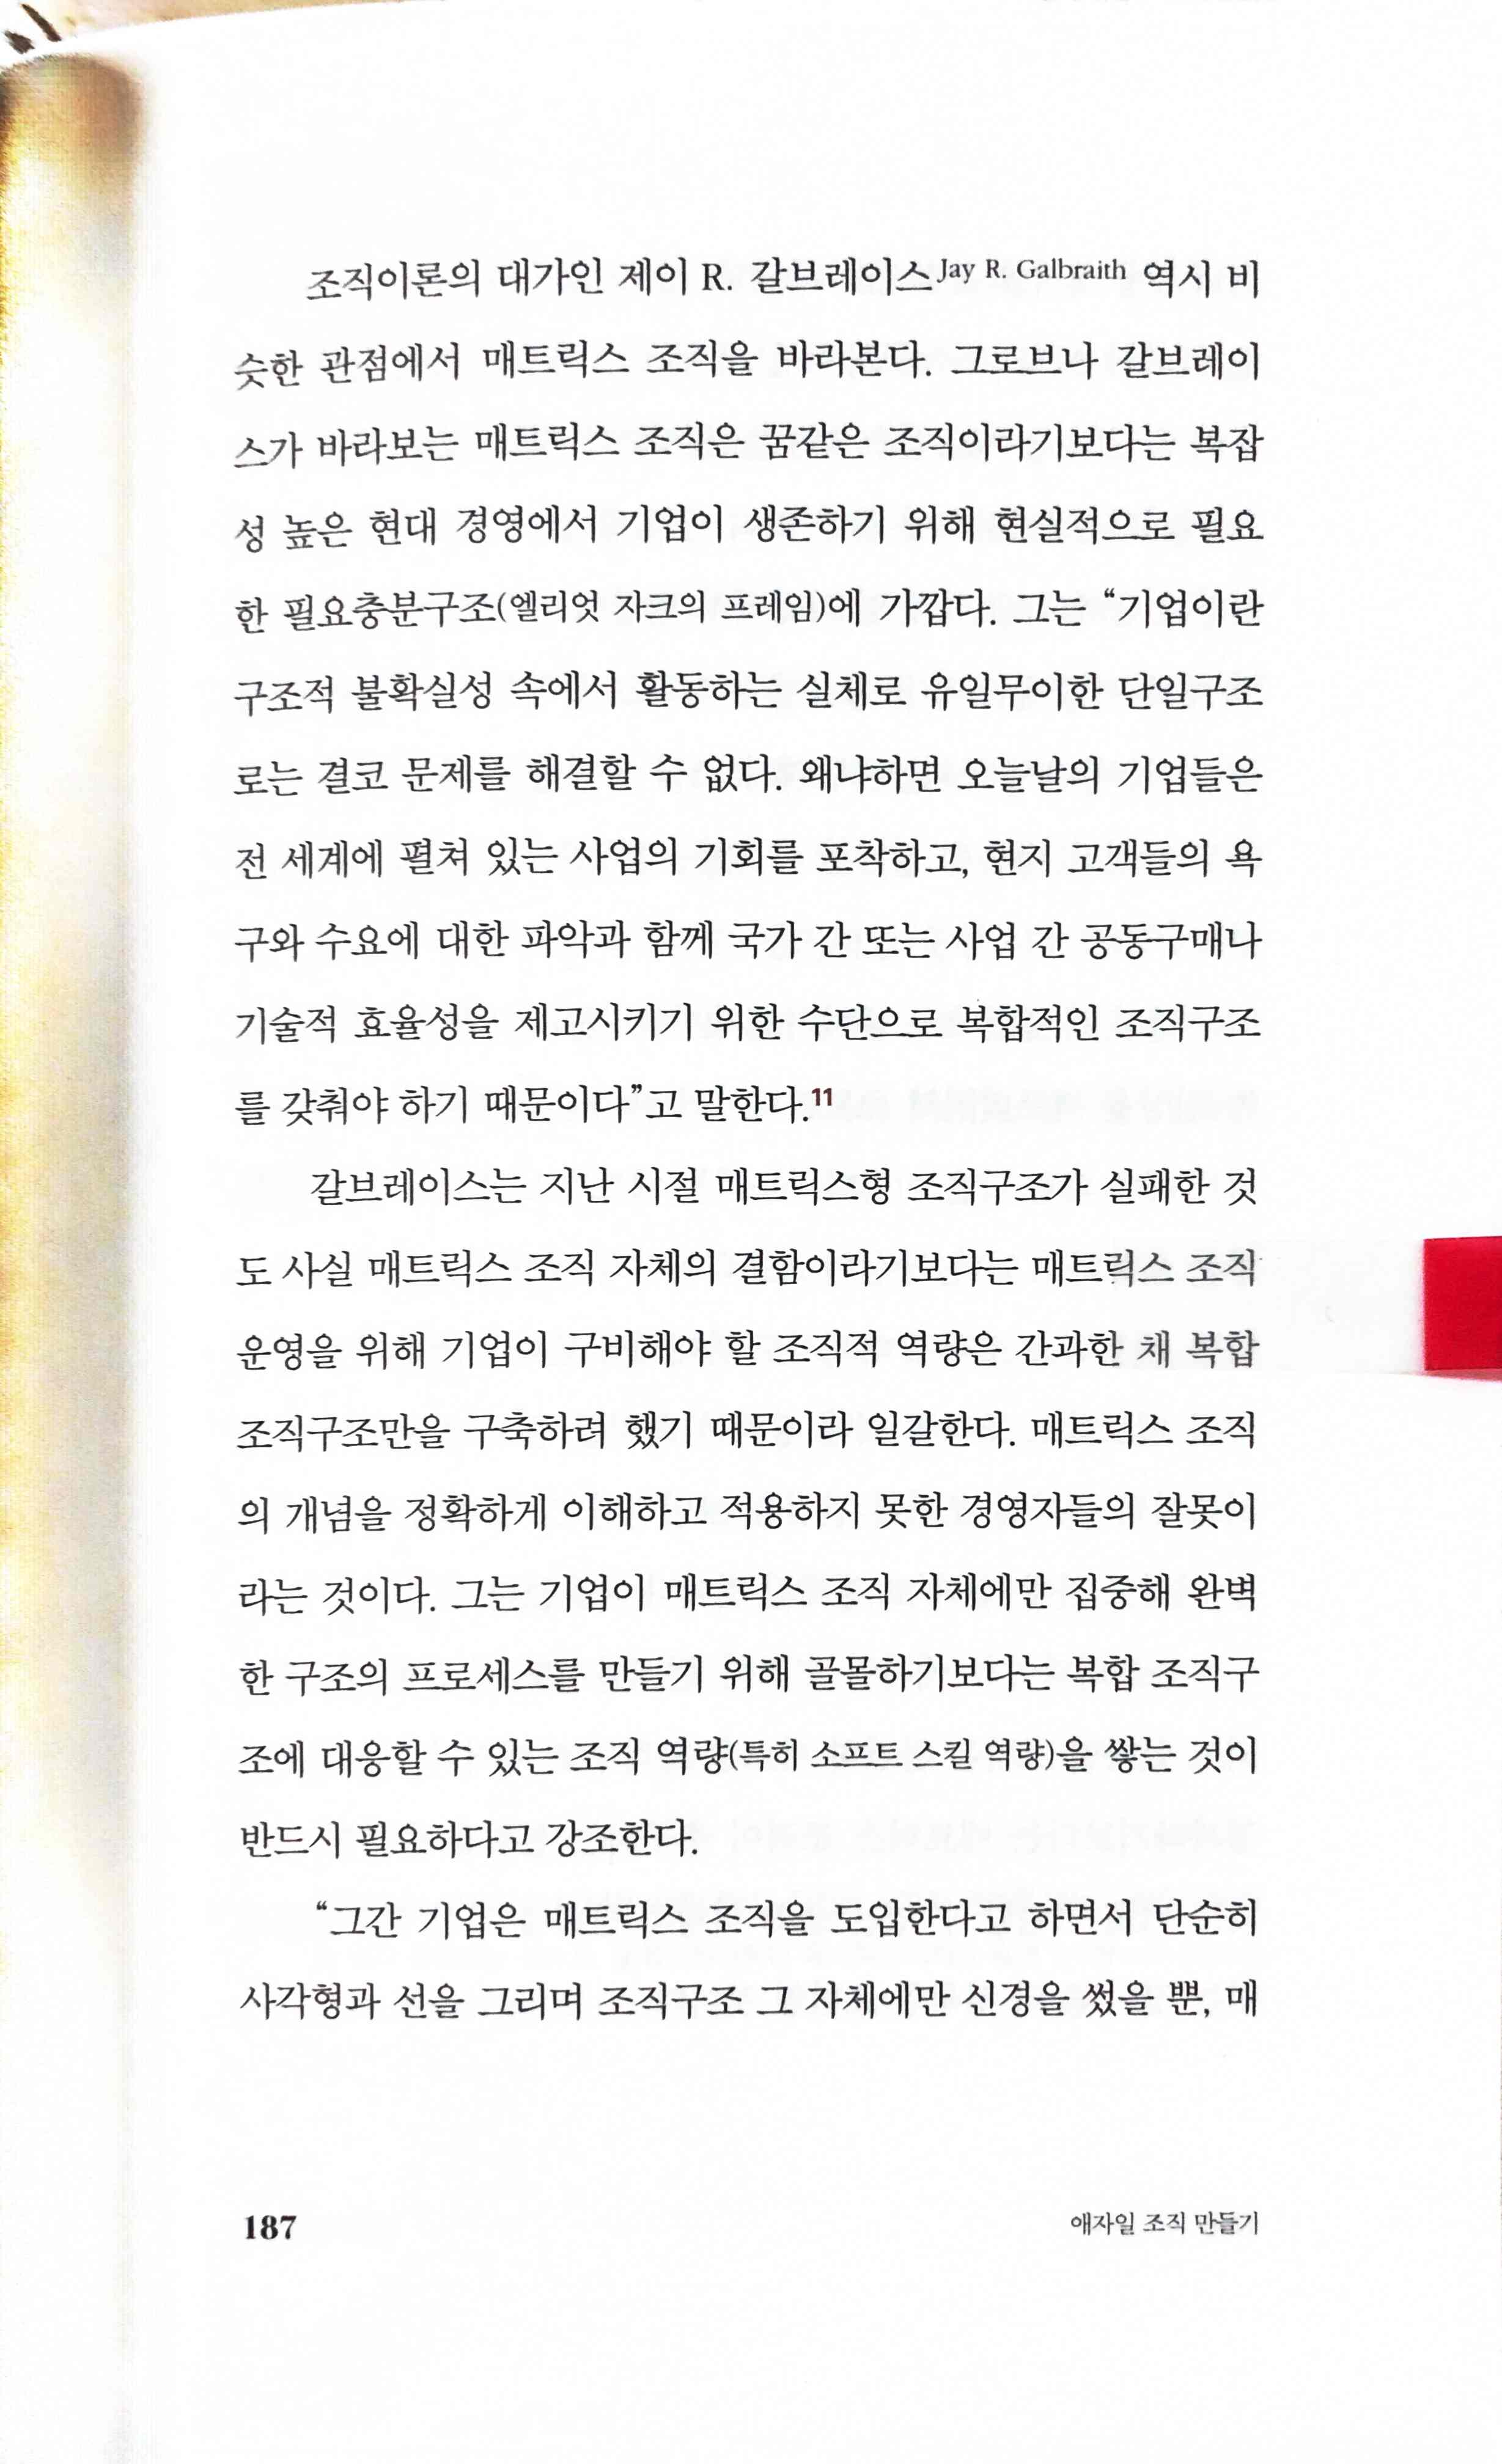 조직이론의 대가인 제이 R. 갈브레이스Jay R. Galbraith 역시 비
슷한 관점에서 매트릭스 조직을 바라본다. 그로브나 갈브레이
스가 바라보는 매트릭스 조직은 꿈같은 조직이라기보다는 복잡
성 높은 현대 경영에서 기업이 생존하기 위해 현실적으로 필요
한 필요충분구조(엘리엇 자크의 프레임)에 가깝다. 그는 “기업이란
구조적 불확실성 속에서 활동하는 실체로 유일무이한 단일구조
로는 결코 문제를 해결할 수 없다. 왜냐하면 오늘날의 기업들은
전 세계에 펼쳐 있는 사업의 기회를 포착하고, 현지 고객들의 욕
구와 수요에 대한 파악과 함께 국가 간 또는 사업 간 공동구매나
기술적 효율성을 제고시키기 위한 수단으로 복합적인 조직구조
를 갖춰야 하기 때문이다”고 말한다.11
갈브레이스는 지난 시절 매트릭스형 조직구조가 실패한 것
도 사실 매트릭스 조직 자체의 결함이라기보다는 매트릭스 조직
운영을 위해 기업이 구비해야 할 조직적 역량은 간과한 채 복합
조직구조만을 구축하려 했기 때문이라 일갈한다. 매트릭스 조직
의 개념을 정확하게 이해하고 적용하지 못한 경영자들의 잘못이
라는 것이다. 그는 기업이 매트릭스 조직 자체에만 집중해 완벽
한 구조의 프로세스를 만들기 위해 골몰하기보다는 복합 조직구
조에 대응할 수 있는 조직 역량(특히 소프트 스킬 역량)을 쌓는 것이
반드시 필요하다고 강조한다.
“그간 기업은 매트릭스 조직을 도입한다고 하면서 단순히
사각형과 선을 그리며 조직구조 그 자체에만 신경을 썼을 뿐, 매
187
애자일 조직 만들기